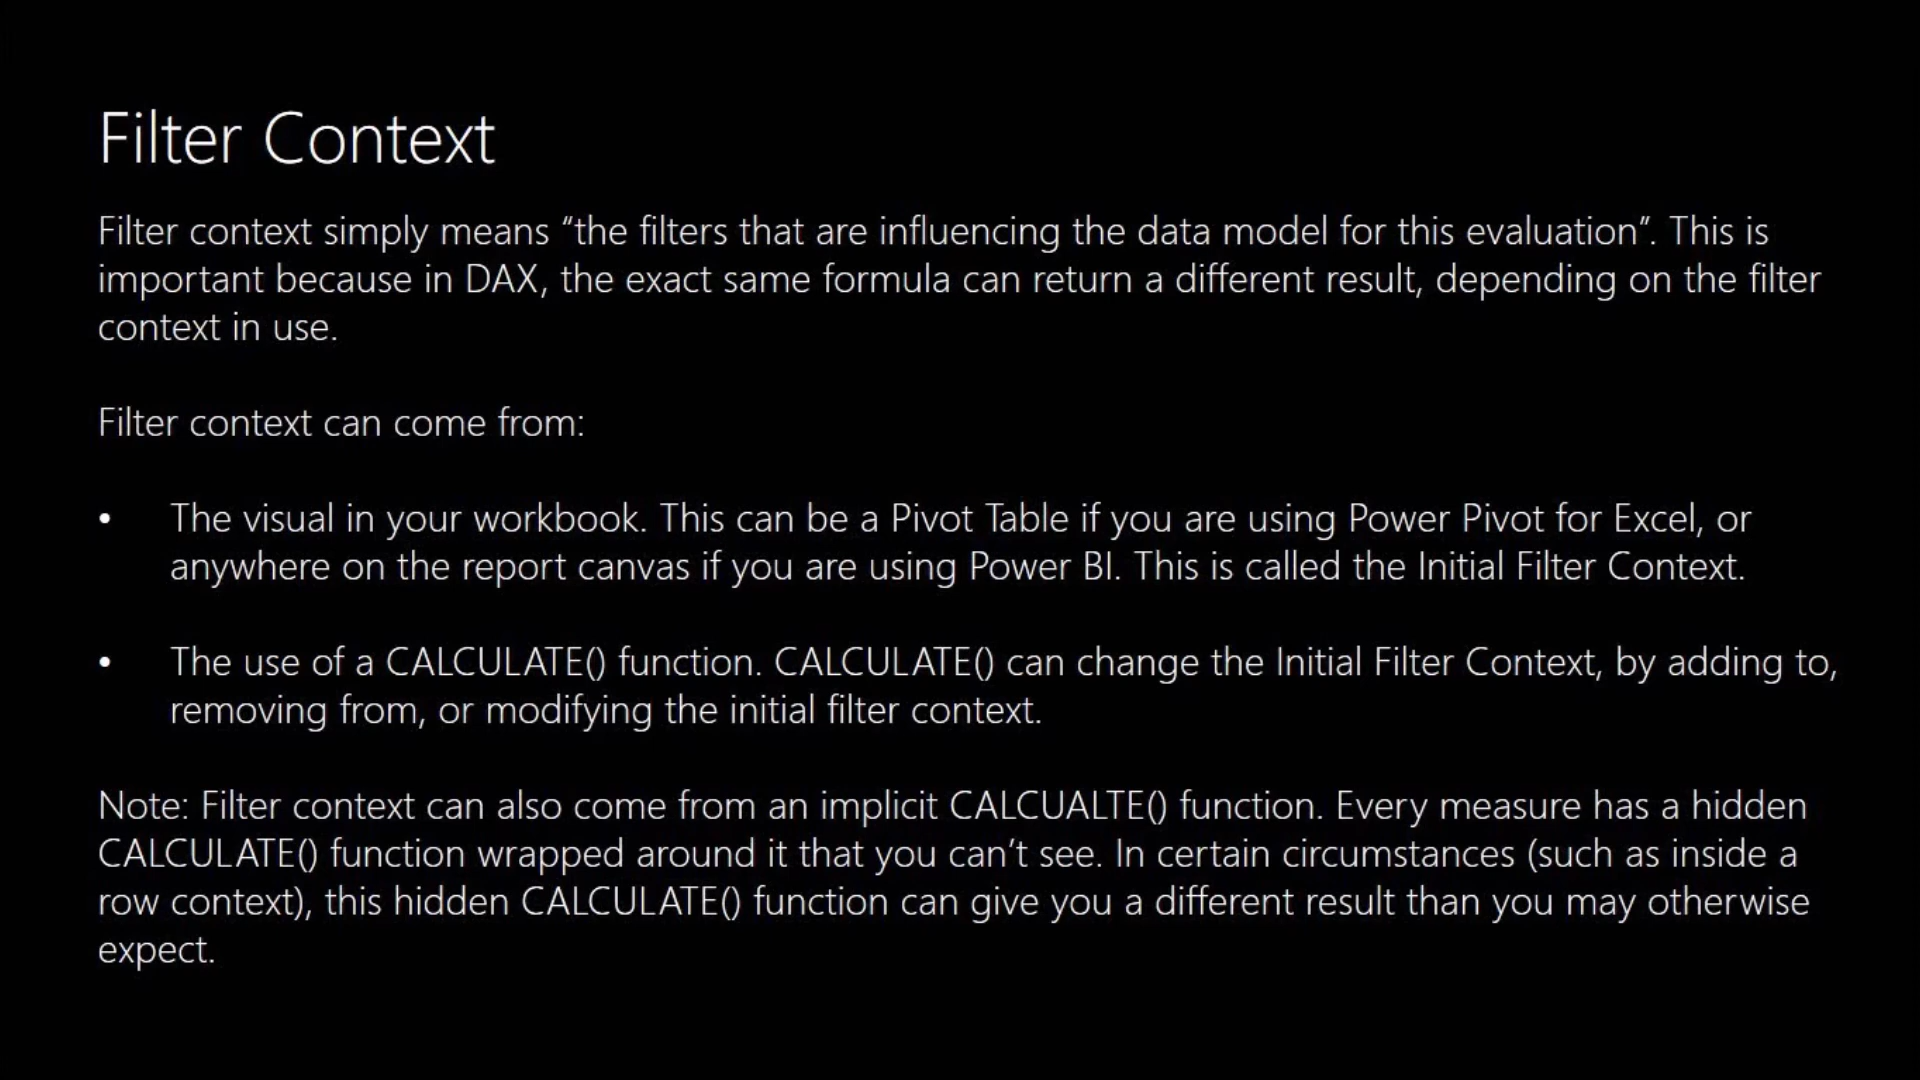 Filter Context
Filter context simply means “the filters that are influencing the data model for this evaluation”. This is
important because in DAX, the exact same formula can return a different result, depending on the filter
context in use.
Filter context can come from:
• The visual in your workbook. This can be a Pivot Table if you are using Power Pivot for Excel, or
anywhere on the report canvas if you are using Power BI. This is called the Initial Filter Context.
• The use of a CALCULATE() function. CALCULATE() can change the Initial Filter Context, by adding to,
removing from, or modifying the initial filter context.
Note: Filter context can also come from an implicit CALCUALTE() function. Every measure has a hidden
CALCULATE() function wrapped around it that you can’t see. In certain circumstances (such as inside a
row context), this hidden CALCULATE() function can give you a different result than you may otherwise
expect.